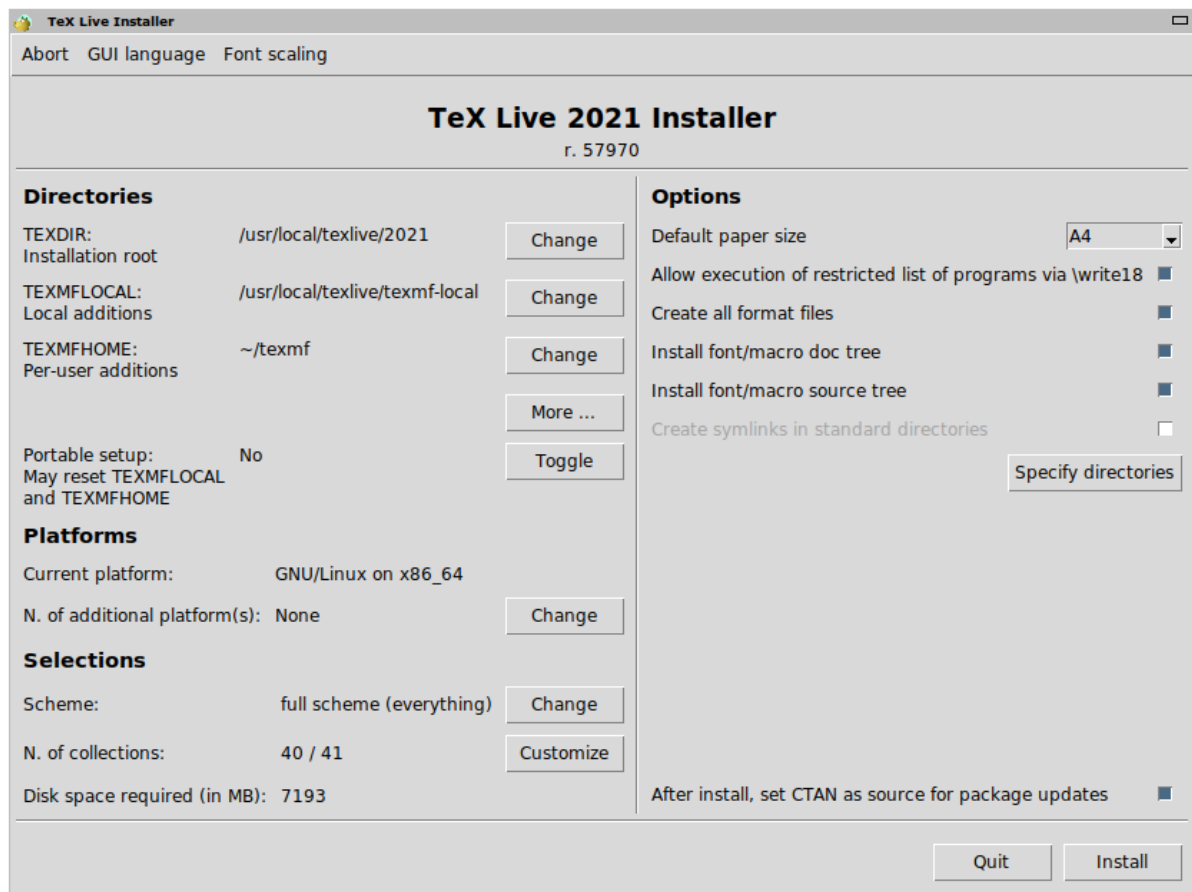 TeX Live Installer
Abort GUI language Font scaling
TeX Live 2021 Installer
r. 57970
Directories
TEXDIR: /usr/local/texlive/2021 Change
Installation root
TEXMFLOCAL: /usr/local/texlive/texmf-local Change
Local additions
TEXMFHOME: ~/texmf Change
Per-user additions
More ...
Portable setup: No Toggle
May reset TEXMFLOCAL
and TEXMFHOME
Platforms
Current platform: GNU/Linux on x86_64
N. of additional platform(s): None Change
Selections
Scheme: full scheme (everything) Change
N. of collections: 40 / 41 Customize
Disk space required (in MB): 7193
Options
Default paper size A4
Allow execution of restricted list of programs via \write18
Create all format files
Install font/macro doc tree
Install font/macro source tree
Create symlinks in standard directories
Specify directories
After install, set CTAN as source for package updates
Quit Install